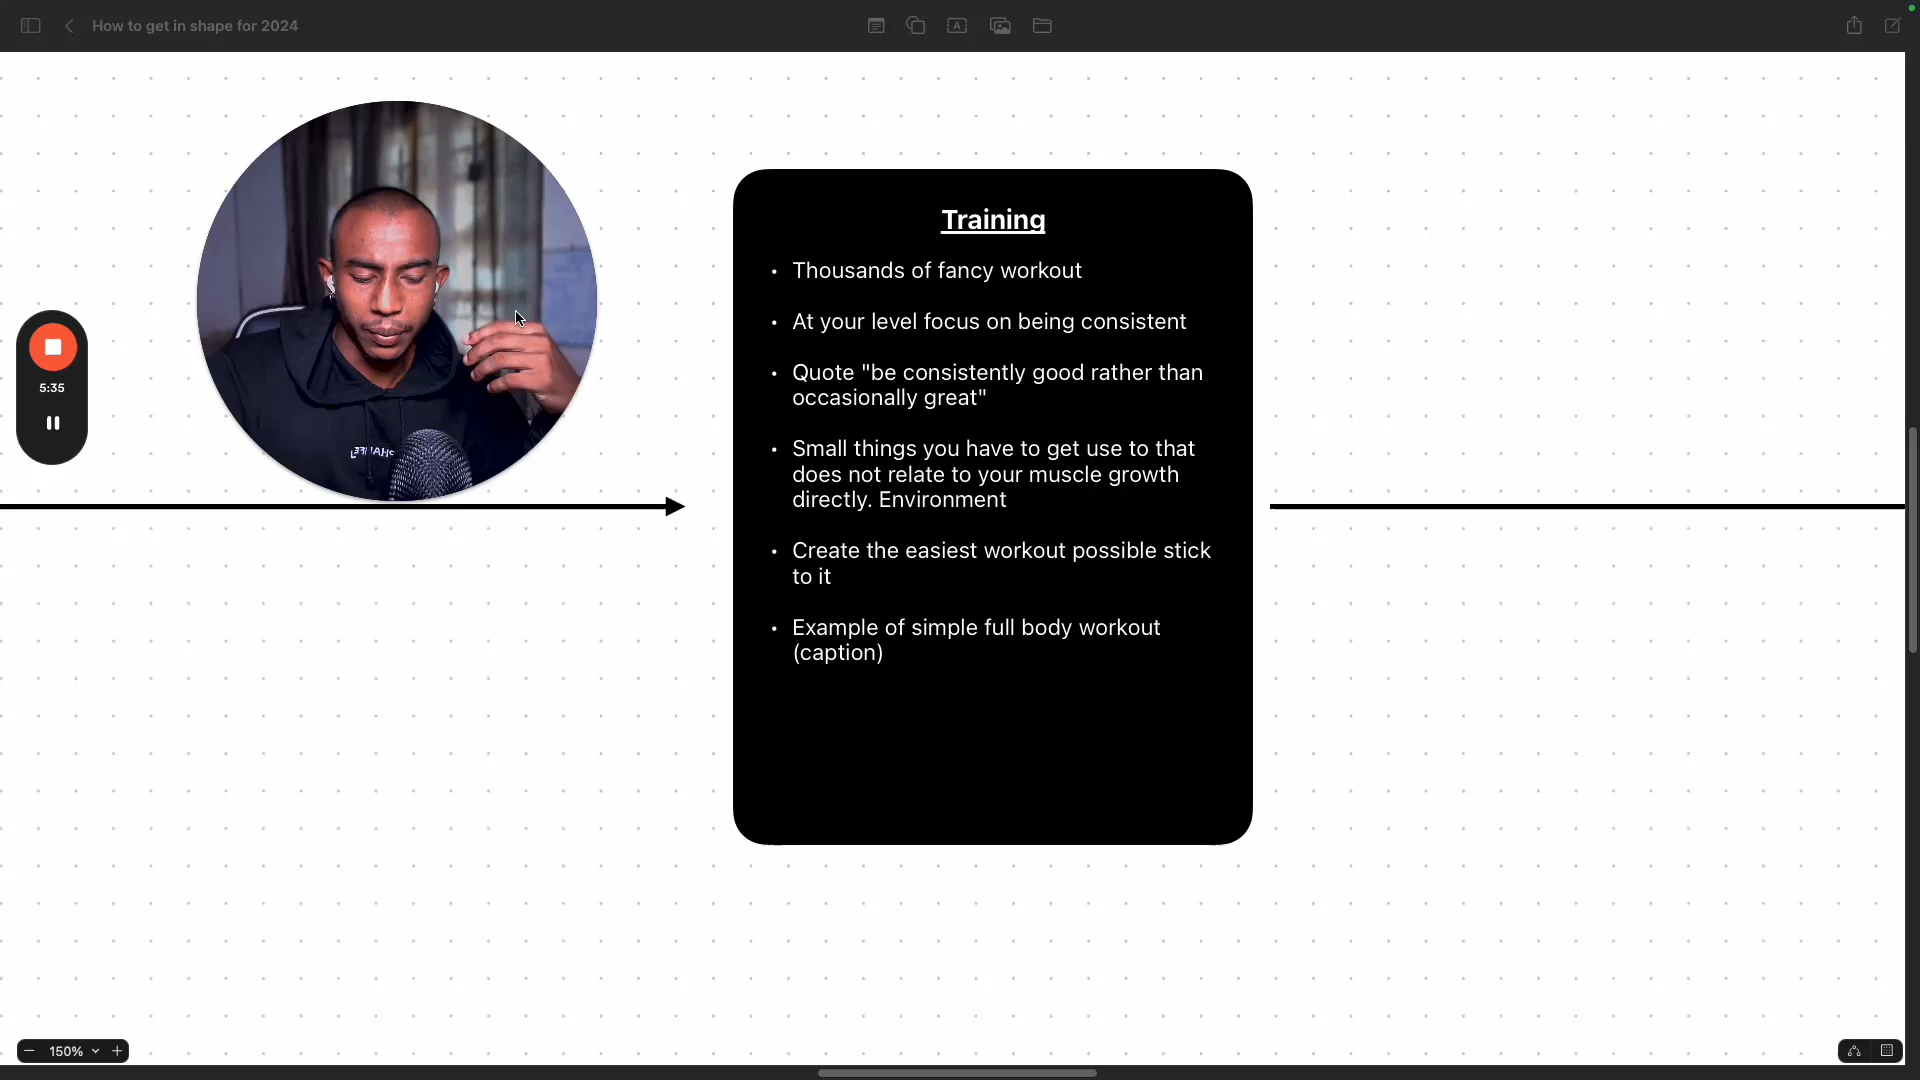 How to get in shape for 2024
Training
• Thousands of fancy workout
• At your level focus on being consistent
• Quote "be consistently good rather than
occasionally great"
• Small things you have to get use to that
does not relate to your muscle growth
directly. Environment
• Create the easiest workout possible stick
to it
• Example of simple full body workout
(caption)
5:35
150%